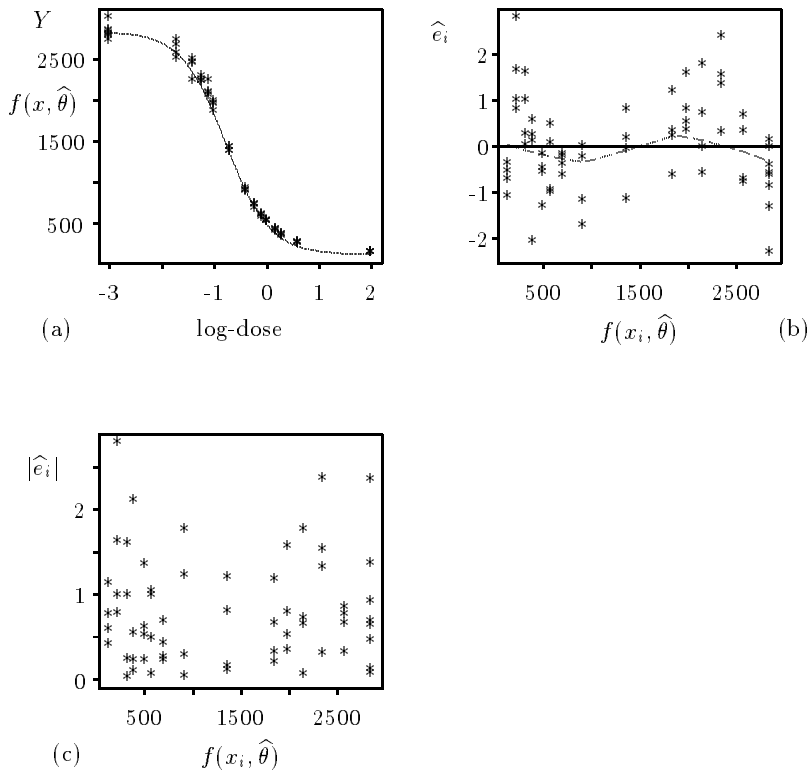 Y
2500
f(x, θ̂)
1500
500
-3 -1 0 1 2
(a) log-dose
ê_i
2
1
0
-1
-2
500 1500 2500
f(x_i, θ̂) (b)
|ê_i|
2
1
0
500 1500 2500
(c) f(x_i, θ̂)